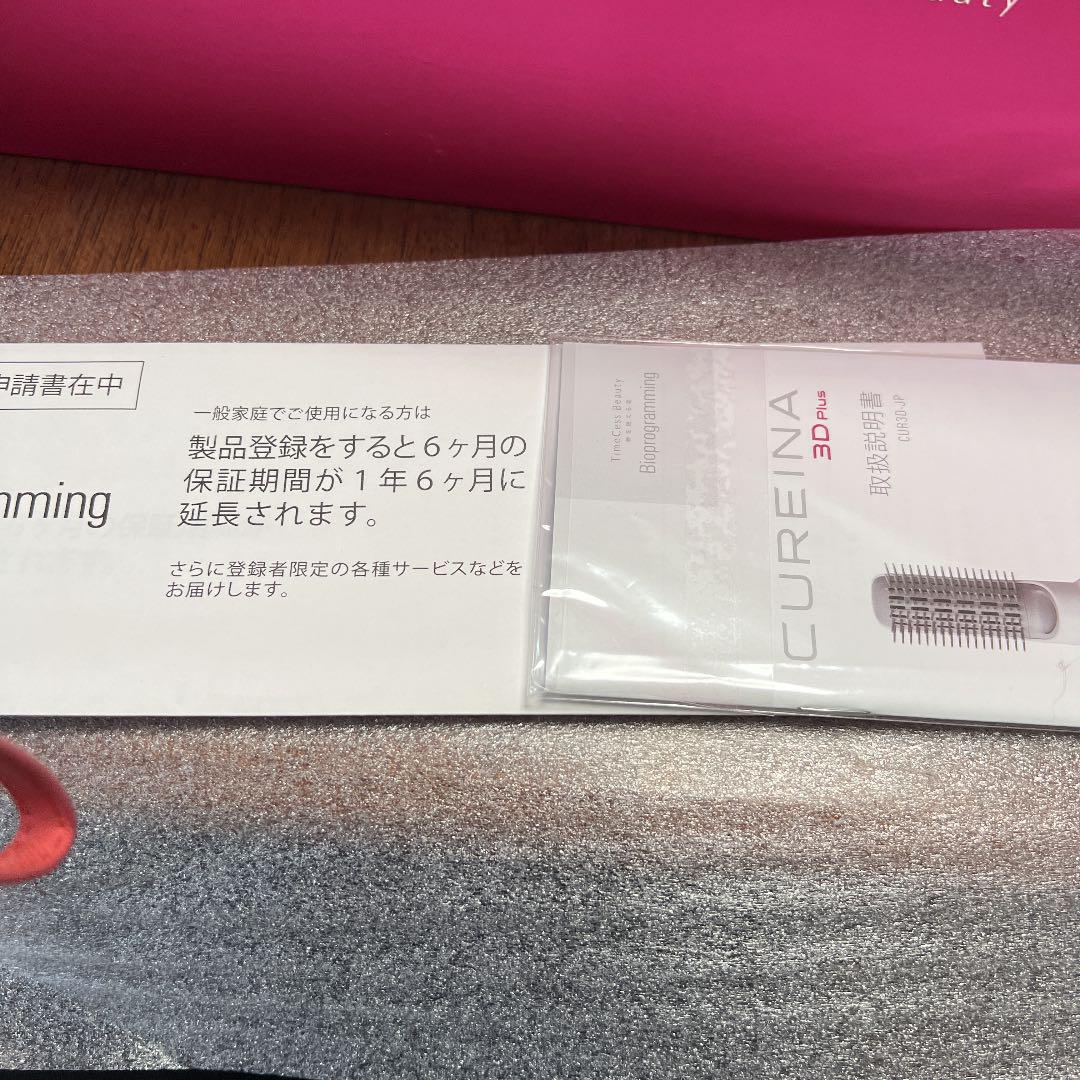 申請書在中
一般家庭でご使用になる方は
製品登録をすると6ヶ月の
保証期間が1年6ヶ月に
延長されます。
さらに登録者限定の各種サービスなどを
お届けします。
TimeCess Beauty
Bioprogramming
CUREINA
3D Plus
取扱説明書
CUR3D-JP